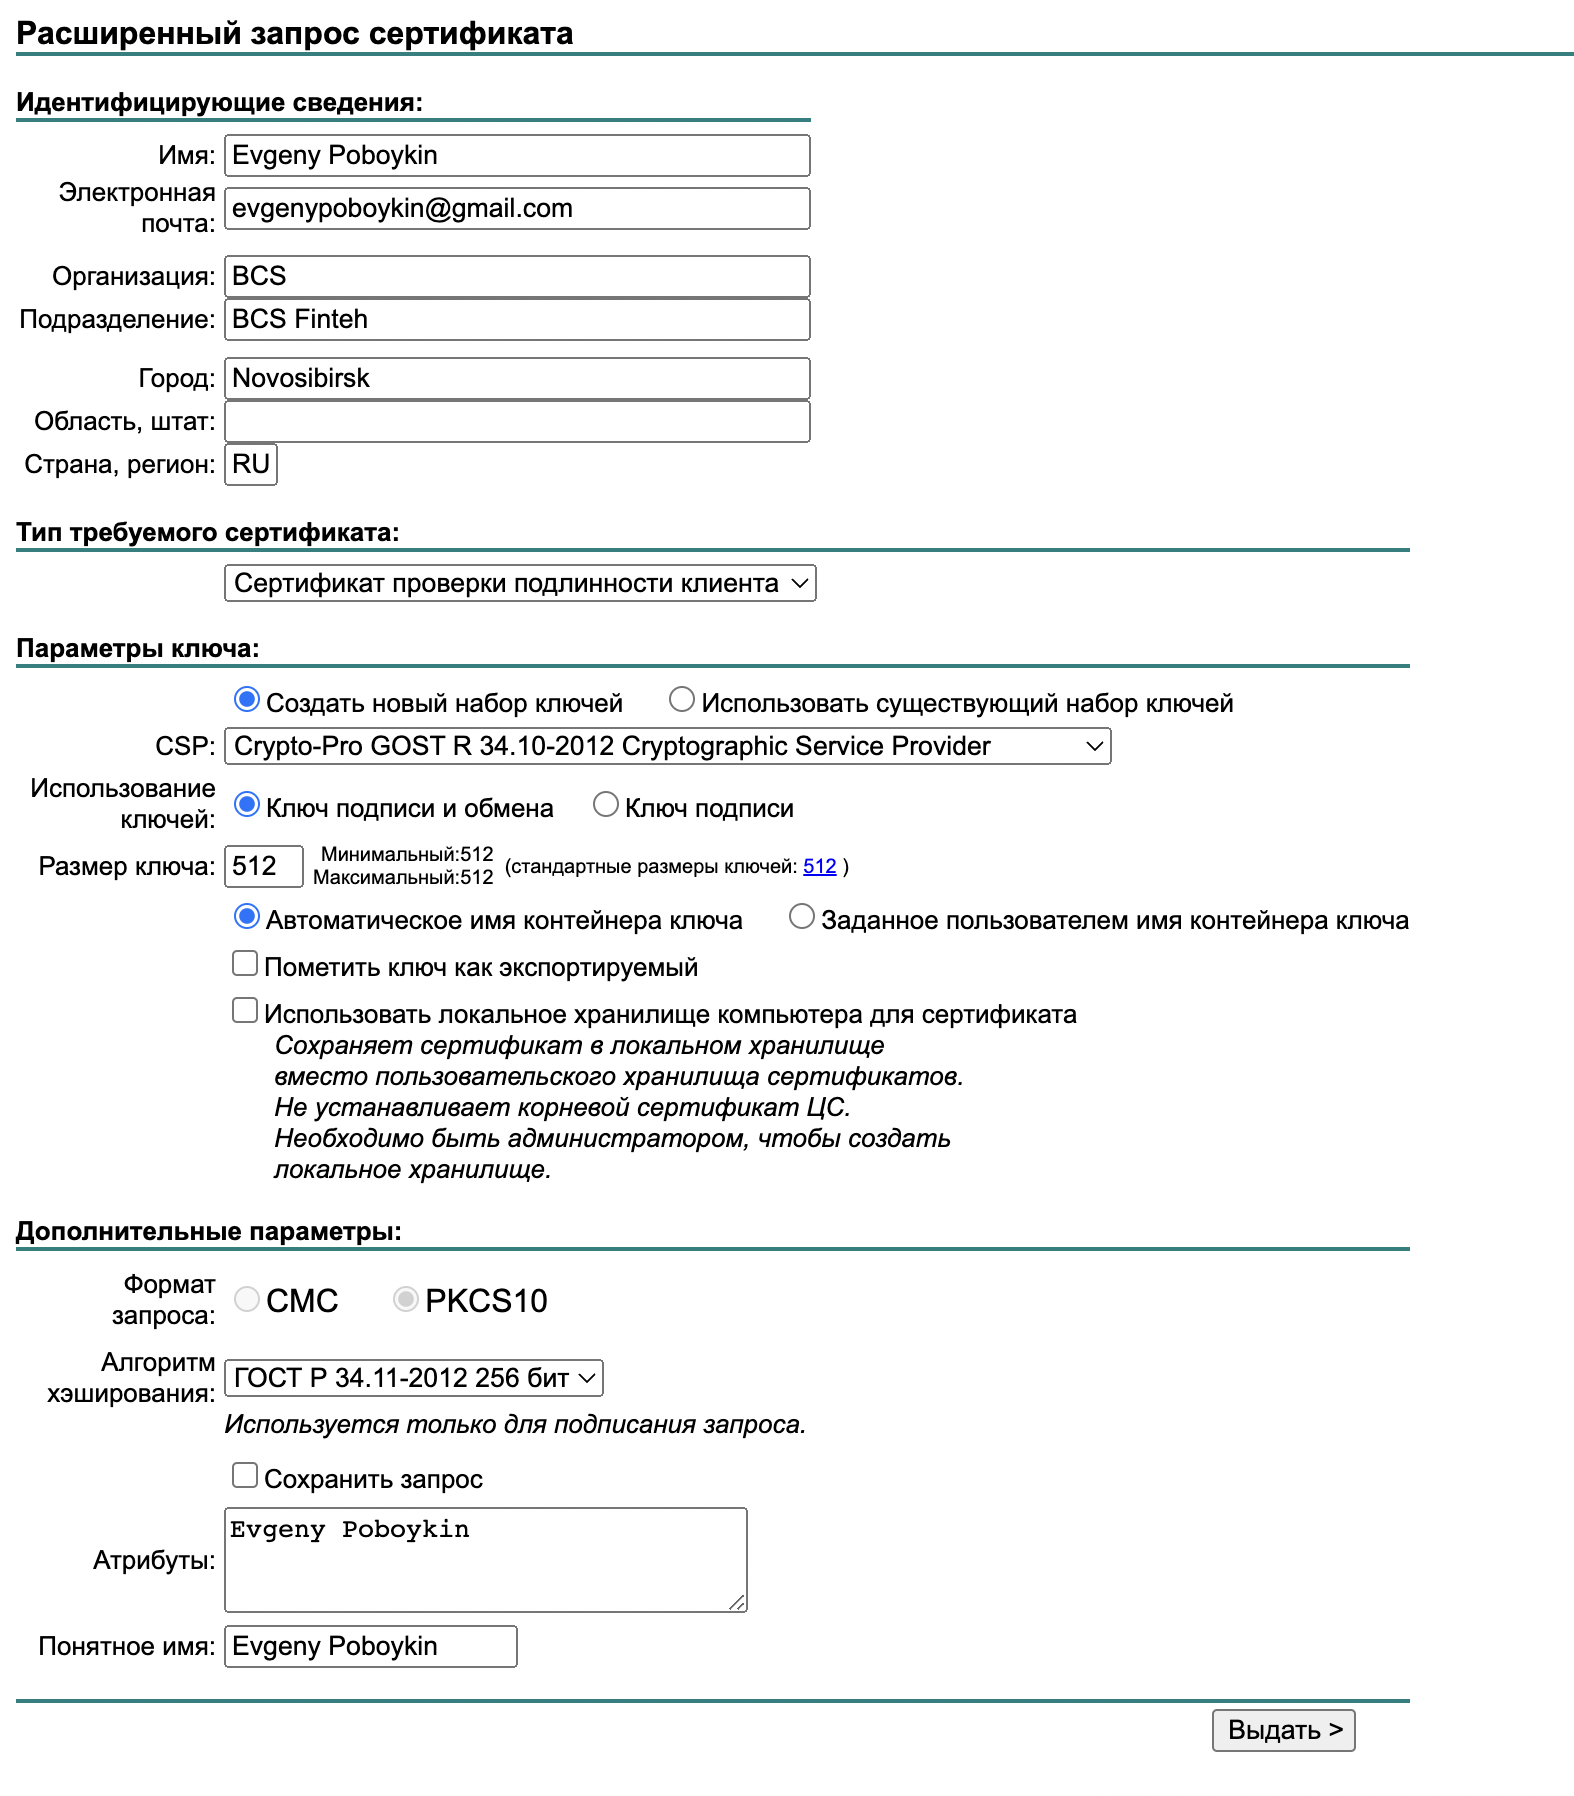 Расширенный запрос сертификата
Идентифицирующие сведения:
Имя: Evgeny Poboykin
Электронная
почта: evgenypoboykin@gmail.com
Организация: BCS
Подразделение: BCS Finteh
Город: Novosibirsk
Область, штат:
Страна, регион: RU
Тип требуемого сертификата:
Сертификат проверки подлинности клиента
Параметры ключа:
Создать новый набор ключей Использовать существующий набор ключей
CSP: Crypto-Pro GOST R 34.10-2012 Cryptographic Service Provider
Использование
ключей: Ключ подписи и обмена Ключ подписи
Размер ключа: 512 Минимальный:512
Максимальный:512 (стандартные размеры ключей: 512 )
Автоматическое имя контейнера ключа Заданное пользователем имя контейнера ключа
Пометить ключ как экспортируемый
Использовать локальное хранилище компьютера для сертификата
Сохраняет сертификат в локальном хранилище
вместо пользовательского хранилища сертификатов.
Не устанавливает корневой сертификат ЦС.
Необходимо быть администратором, чтобы создать
локальное хранилище.
Дополнительные параметры:
Формат
запроса: CMC PKCS10
Алгоритм
хэширования: ГОСТ Р 34.11-2012 256 бит
Используется только для подписания запроса.
Сохранить запрос
Атрибуты: Evgeny Poboykin
Понятное имя: Evgeny Poboykin
Выдать >